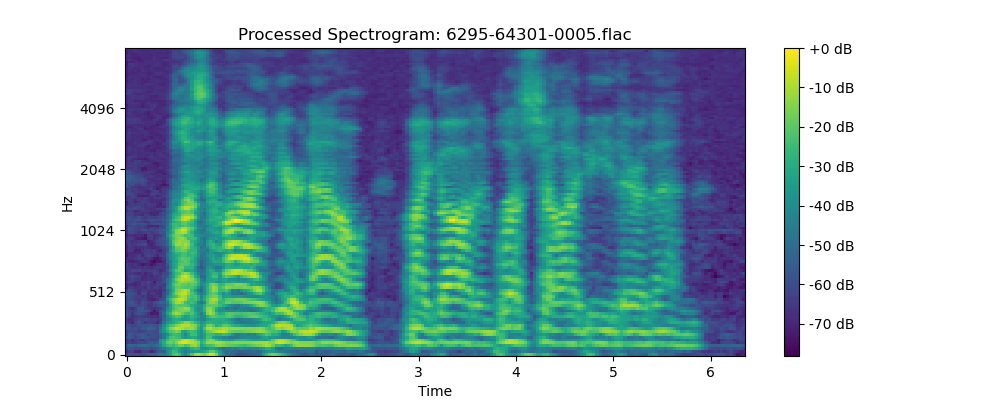 Processed Spectrogram: 6295-64301-0005.flac
Hz
4096
2048
1024
512
0
0 1 2 3 4 5 6
Time
+0 dB
-10 dB
-20 dB
-30 dB
-40 dB
-50 dB
-60 dB
-70 dB